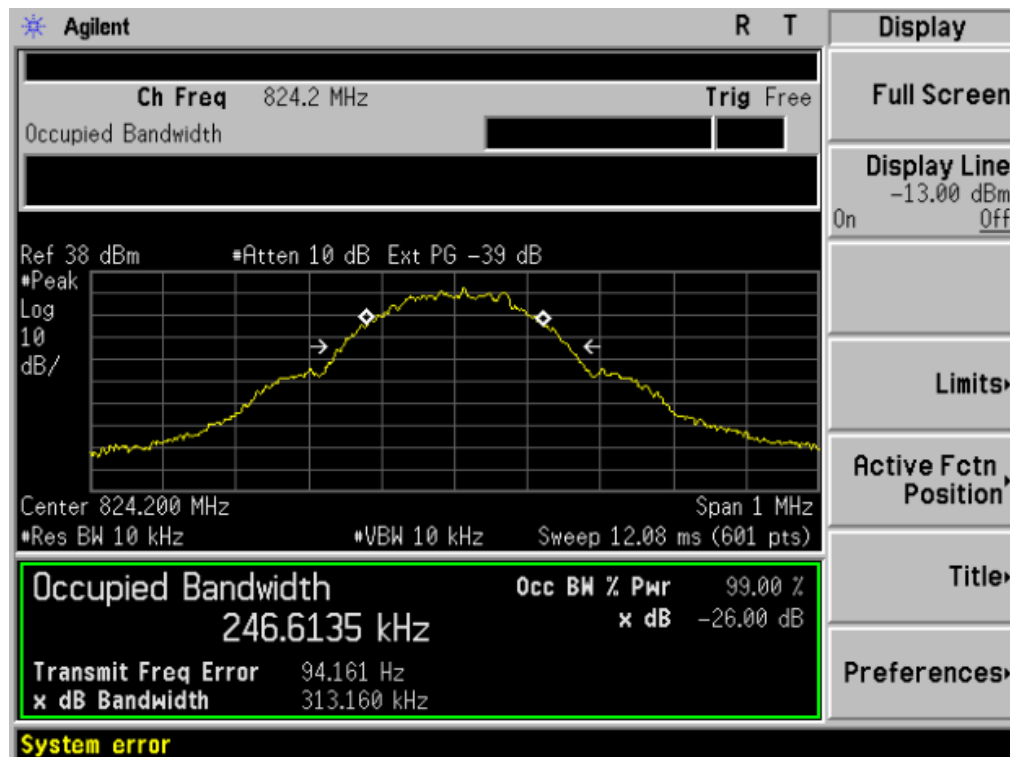 Agilent R T Display
Ch Freq 824.2 MHz Trig Free
Occupied Bandwidth
Ref 38 dBm #Atten 10 dB Ext PG -39 dB
#Peak
Log
10
dB/
Center 824.200 MHz Span 1 MHz
#Res BW 10 kHz #VBW 10 kHz Sweep 12.08 ms (601 pts)
Occupied Bandwidth
246.6135 kHz
Occ BW % Pwr 99.00 %
x dB -26.00 dB
Transmit Freq Error 94.161 Hz
x dB Bandwidth 313.160 kHz
System error
Full Screen
Display Line
-13.00 dBm
On Off
Limits
Active Fctn
Position
Title
Preferences